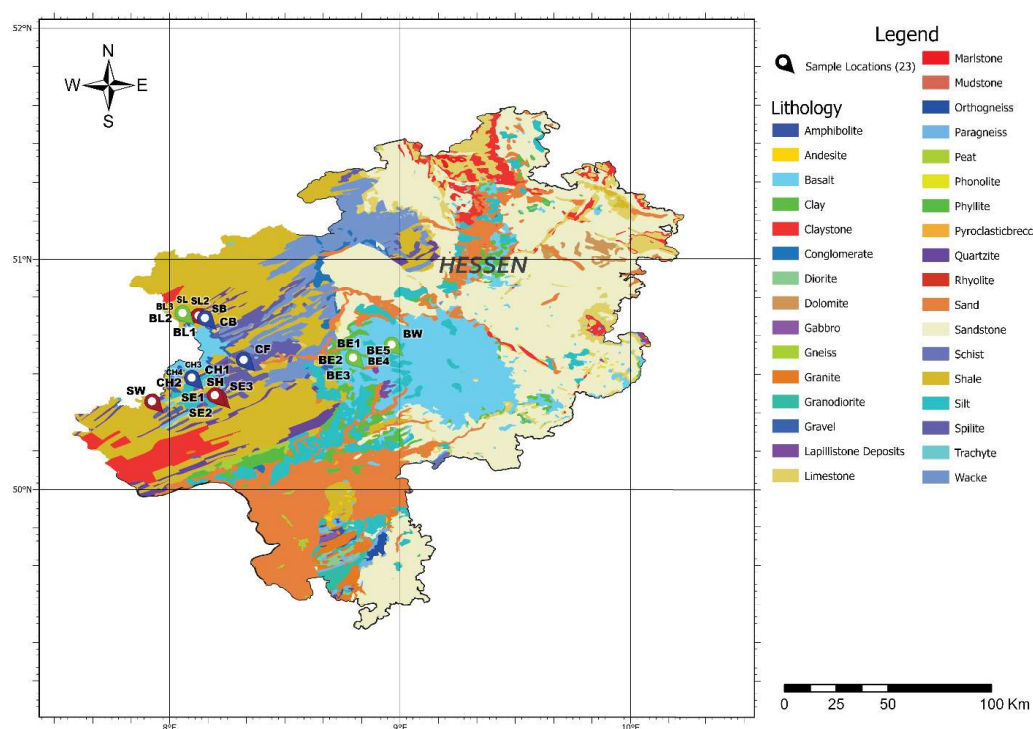 52°N
51°N
50°N
8°E
9°E
10°E
N
W E
S
HESSEN
BL3
SL
SL2
SB
BL2
BL1
CB
CF
CH3
CH4
CH1
CH2
SH
SE3
SE1
SE2
SW
BE1
BE5
BE2
BE4
BE3
BW
Legend
Sample Locations (23)
Lithology
Amphibolite
Andesite
Basalt
Clay
Claystone
Conglomerate
Diorite
Dolomite
Gabbro
Gneiss
Granite
Granodiorite
Gravel
Lapillistone Deposits
Limestone
Marlstone
Mudstone
Orthogneiss
Paragneiss
Peat
Phonolite
Phyllite
Pyroclasticbrecc
Quartzite
Rhyolite
Sand
Sandstone
Schist
Shale
Silt
Spilite
Trachyte
Wacke
0 25 50 100 Km